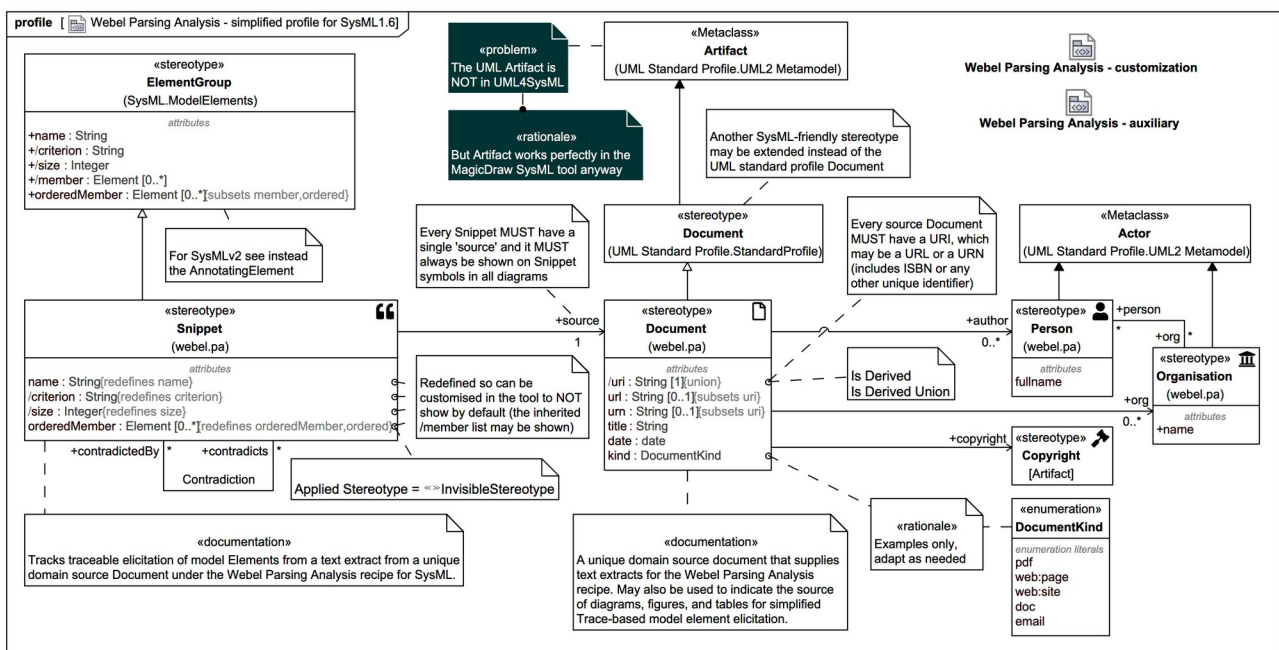 profile [ Webel Parsing Analysis - simplified profile for SysML1.6]
«stereotype»
ElementGroup
(SysML.ModelElements)
attributes
+name : String
+/criterion : String
+/size : Integer
+/member : Element [0..*]
+orderedMember : Element [0..*]{subsets member,ordered}
For SysMLv2 see instead
the AnnotatingElement
«problem»
The UML Artifact is
NOT in UML4SysML
«rationale»
But Artifact works perfectly in the
MagicDraw SysML tool anyway
«Metaclass»
Artifact
(UML Standard Profile.UML2 Metamodel)
Another SysML-friendly stereotype
may be extended instead of the
UML standard profile Document
Webel Parsing Analysis - customization
Webel Parsing Analysis - auxiliary
Every Snippet MUST have a
single 'source' and it MUST
always be shown on Snippet
symbols in all diagrams
«stereotype»
Document
(UML Standard Profile.StandardProfile)
Every source Document
MUST have a URI, which
may be a URL or a URN
(includes ISBN or any
other unique identifier)
«Metaclass»
Actor
(UML Standard Profile.UML2 Metamodel)
«stereotype»
Snippet
(webel.pa)
attributes
name : String{redefines name}
/criterion : String{redefines criterion}
/size : Integer{redefines size}
orderedMember : Element [0..*]{redefines orderedMember,ordered}
+contradictedBy * +contradicts *
Contradiction
Redefined so can be
customised in the tool to NOT
show by default (the inherited
/member list may be shown)
Applied Stereotype = «»InvisibleStereotype
+source
1
«stereotype»
Document
(webel.pa)
attributes
/uri : String [1]{union}
url : String [0..1]{subsets uri}
urn : String [0..1]{subsets uri}
title : String
date : date
kind : DocumentKind
Is Derived
Is Derived Union
+author
0..*
«stereotype»
Person
(webel.pa)
attributes
fullname
+person
*
+org *
«stereotype»
Organisation
(webel.pa)
attributes
+name
+org
0..*
+copyright
«stereotype»
Copyright
[Artifact]
«documentation»
Tracks traceable elicitation of model Elements from a text extract from a unique
domain source Document under the Webel Parsing Analysis recipe for SysML.
«documentation»
A unique domain source document that supplies
text extracts for the Webel Parsing Analysis
recipe. May also be used to indicate the source
of diagrams, figures, and tables for simplified
Trace-based model element elicitation.
«rationale»
Examples only,
adapt as needed
«enumeration»
DocumentKind
enumeration literals
pdf
web:page
web:site
doc
email